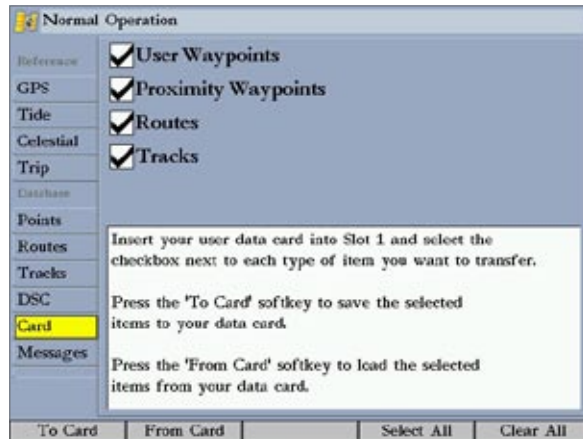 Normal Operation
Reference
GPS
Tide
Celestial
Trip
Database
Points
Routes
Tracks
DSC
Card
Messages
User Waypoints
Proximity Waypoints
Routes
Tracks
Insert your user data card into Slot 1 and select the
checkbox next to each type of item you want to transfer.
Press the 'To Card' softkey to save the selected
items to your data card.
Press the 'From Card' softkey to load the selected
items from your data card.
To Card
From Card
Select All
Clear All